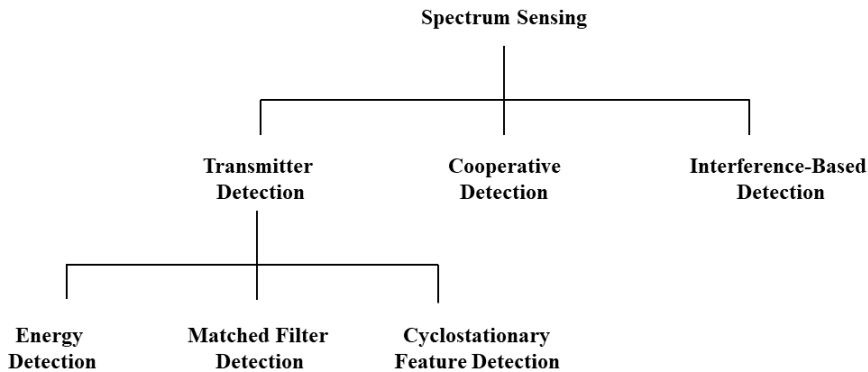 Spectrum Sensing
Transmitter
Detection
Cooperative
Detection
Interference-Based
Detection
Energy
Detection
Matched Filter
Detection
Cyclostationary
Feature Detection